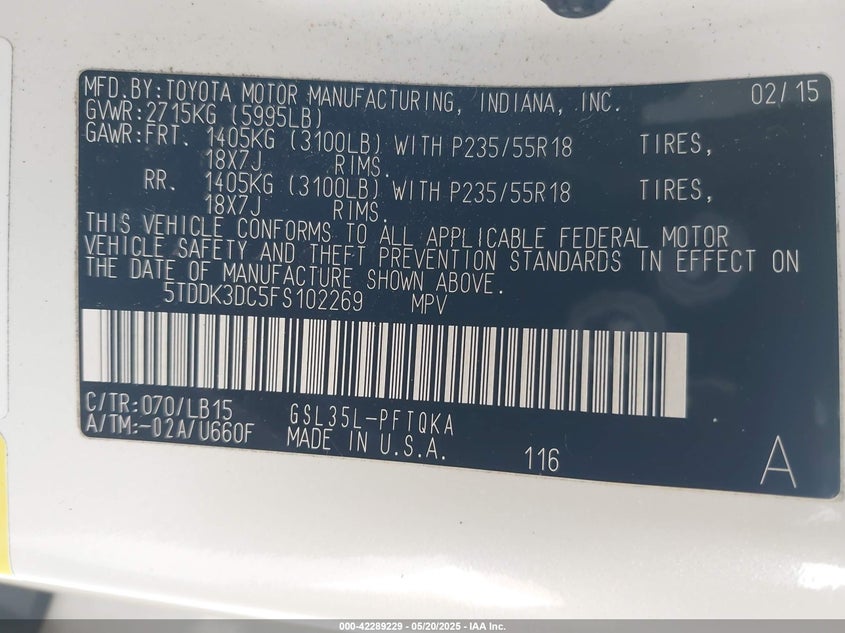 MFD.BY:TOYOTA MOTOR MANUFACTURING, INDIANA, INC. 02/15
GVWR:2715KG (5995LB)
GAWR:FRT. 1405KG (3100LB) WITH P235/55R18 TIRES,
18X7J RIMS.
RR. 1405KG (3100LB) WITH P235/55R18 TIRES,
18X7J RIMS.
THIS VEHICLE CONFORMS TO ALL APPLICABLE FEDERAL MOTOR
VEHICLE SAFETY AND THEFT PREVENTION STANDARDS IN EFFECT ON
THE DATE OF MANUFACTURE SHOWN ABOVE.
5TDDK3DC5FS102269 MPV
C/TR:070/LB15 GSL35L-PFTQKA
A/TM:-02A/U660F MADE IN U.S.A. 116 A
000-42289229 - 05/20/2025 - IAA Inc.